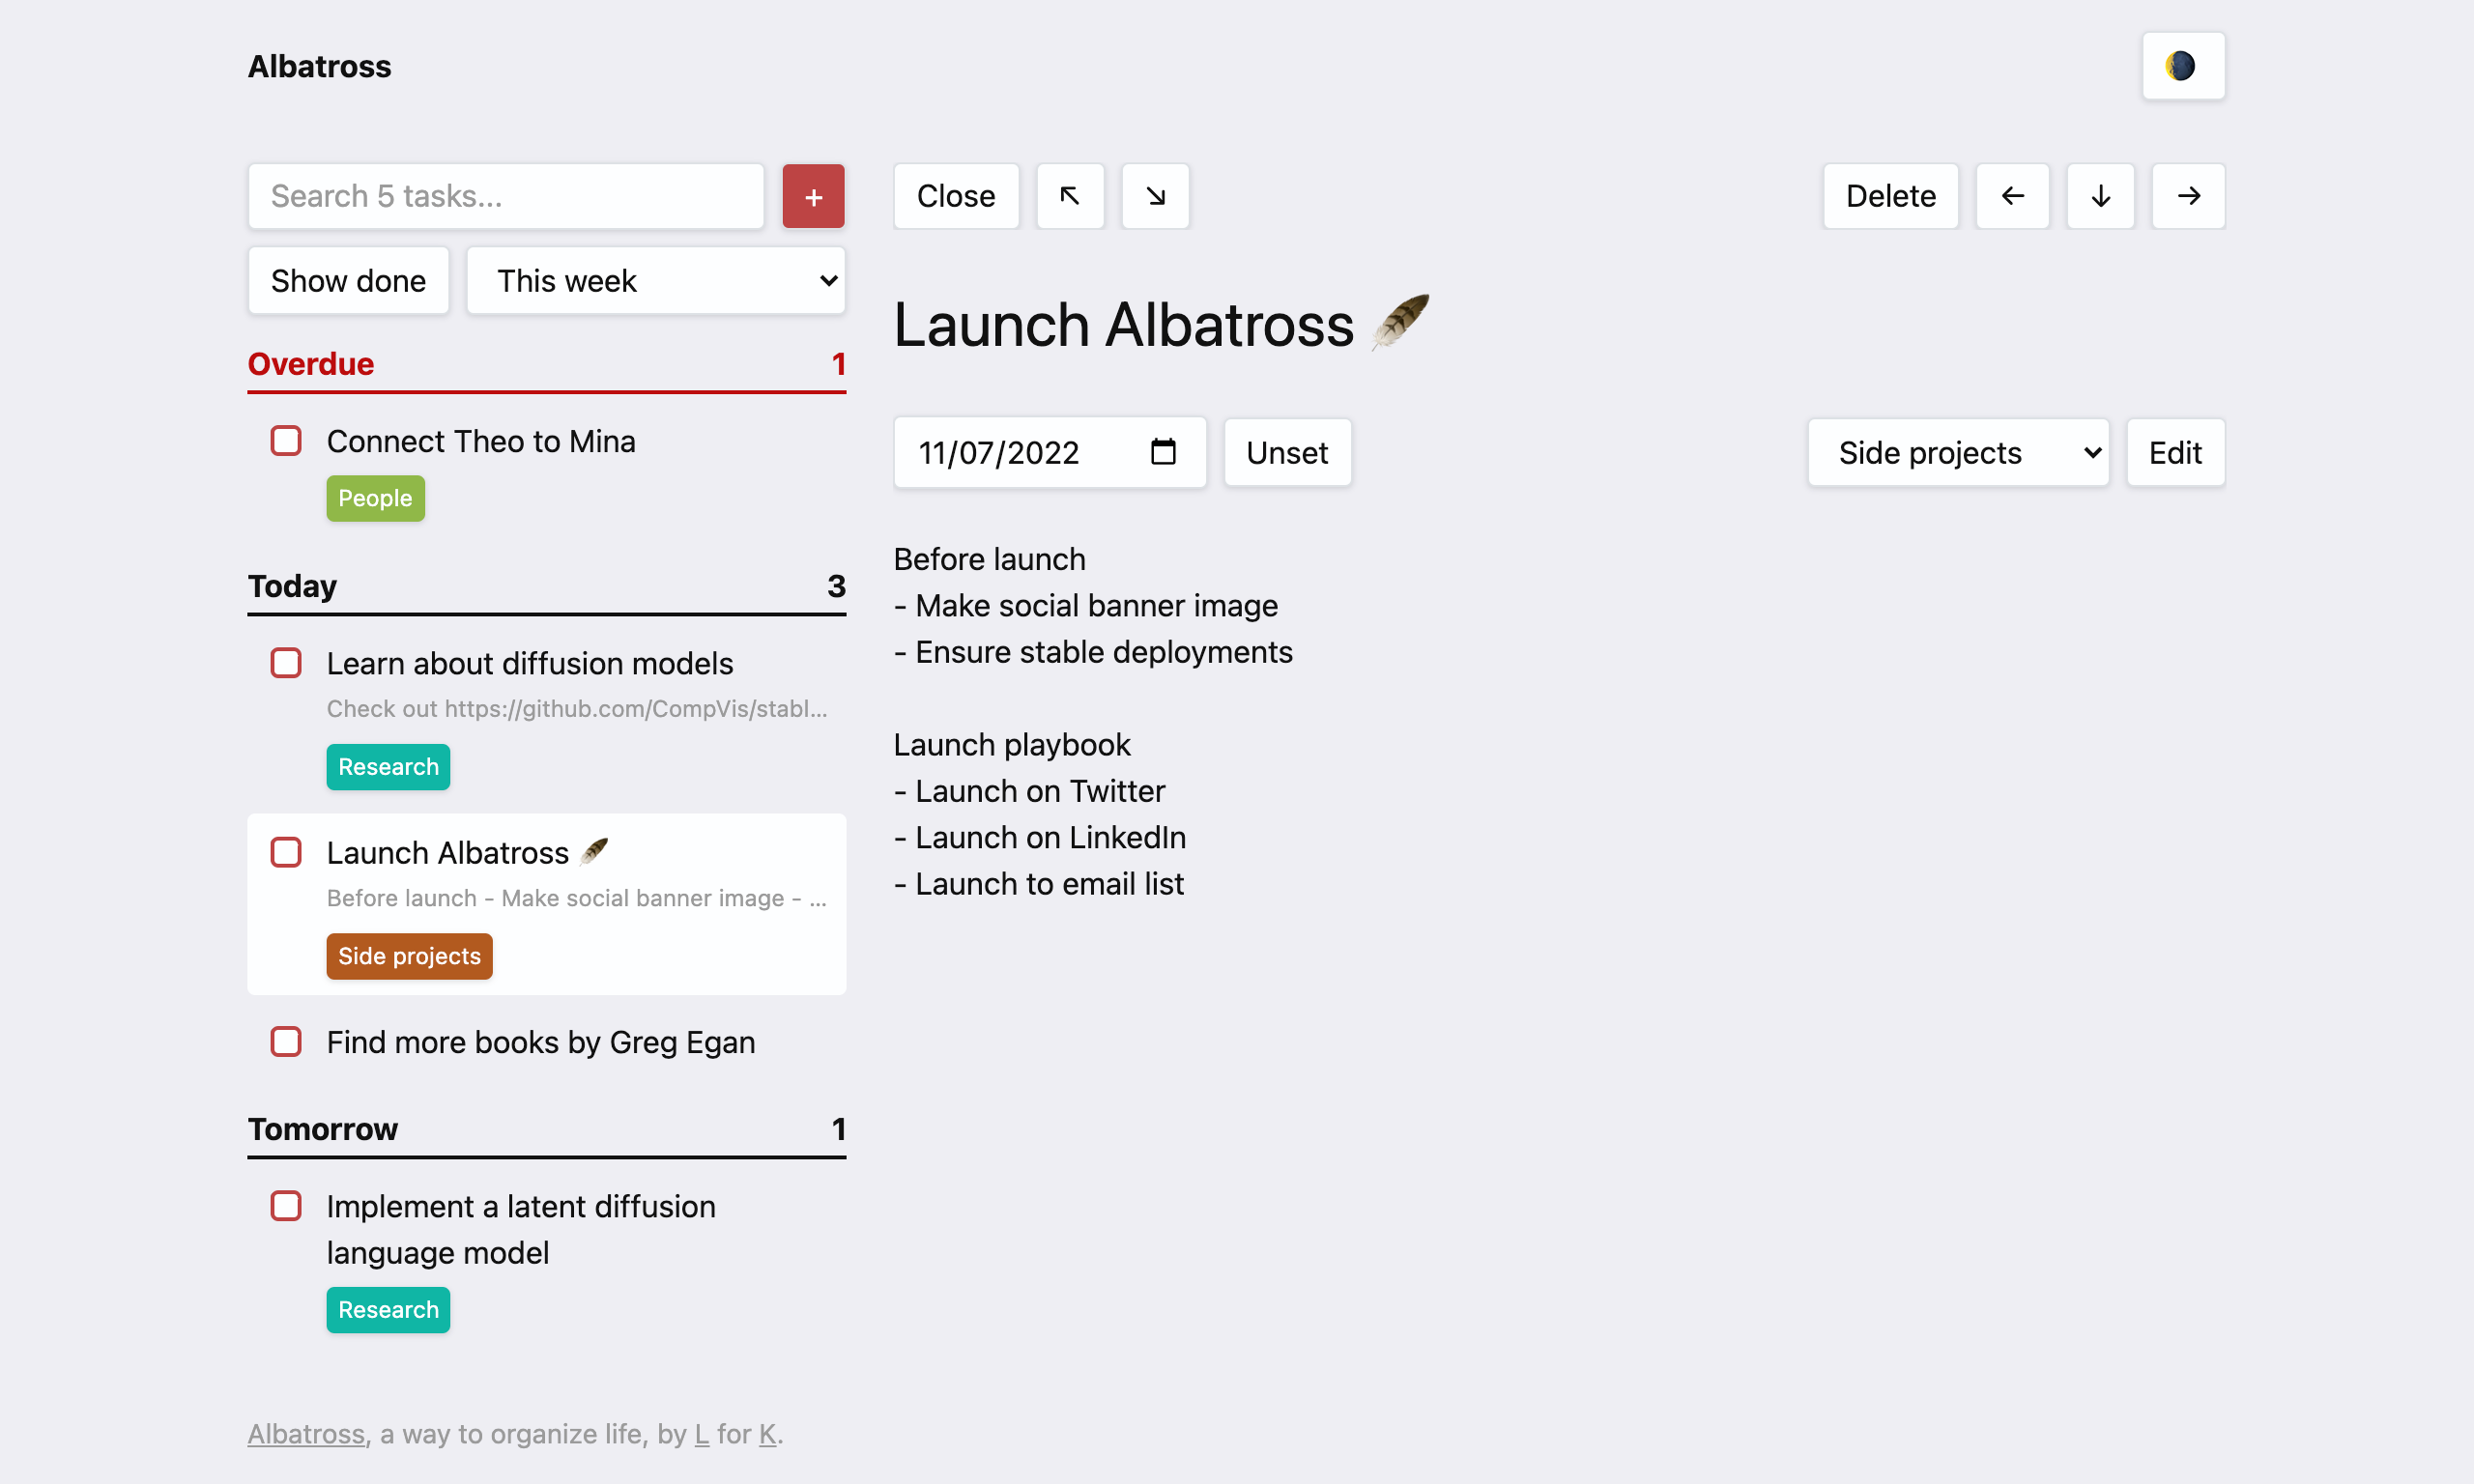 Albatross
Search 5 tasks...
+
Show done
This week
Overdue 1
Connect Theo to Mina
People
Today 3
Learn about diffusion models
Check out https://github.com/CompVis/stabl...
Research
Launch Albatross 🪶
Before launch - Make social banner image - ...
Side projects
Find more books by Greg Egan
Tomorrow 1
Implement a latent diffusion
language model
Research
Albatross, a way to organize life, by L for K.
Close ↖ ↘
Delete ← ↓ →
Launch Albatross 🪶
11/07/2022
Unset
Side projects
Edit
Before launch
- Make social banner image
- Ensure stable deployments
Launch playbook
- Launch on Twitter
- Launch on LinkedIn
- Launch to email list